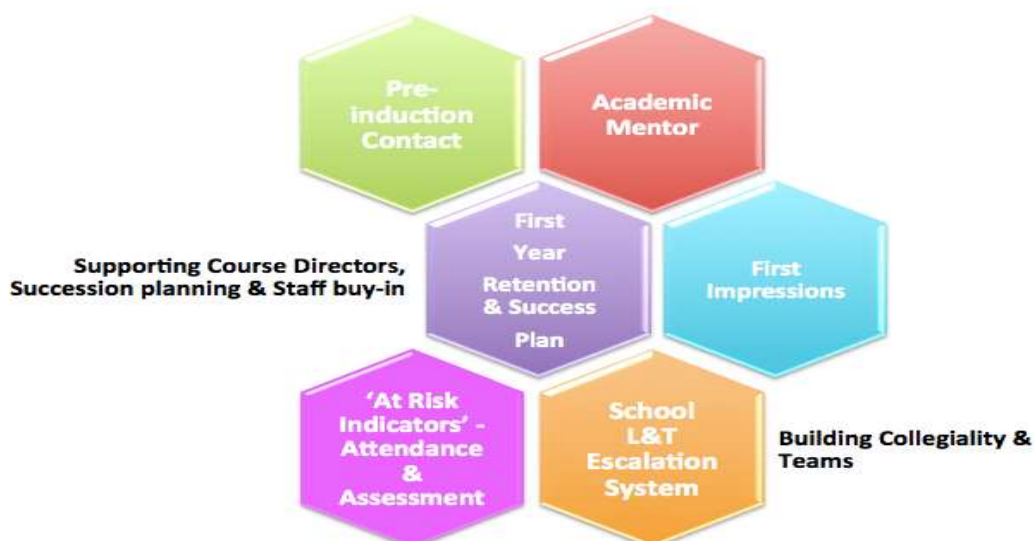 Pre-
induction
Contact
Academic
Mentor
Supporting Course Directors,
Succession planning & Staff buy-in
First
Year
Retention
& Success
Plan
First
Impressions
‘At Risk
Indicators’ -
Attendance
&
Assessment
School
L&T
Escalation
System
Building Collegiality &
Teams